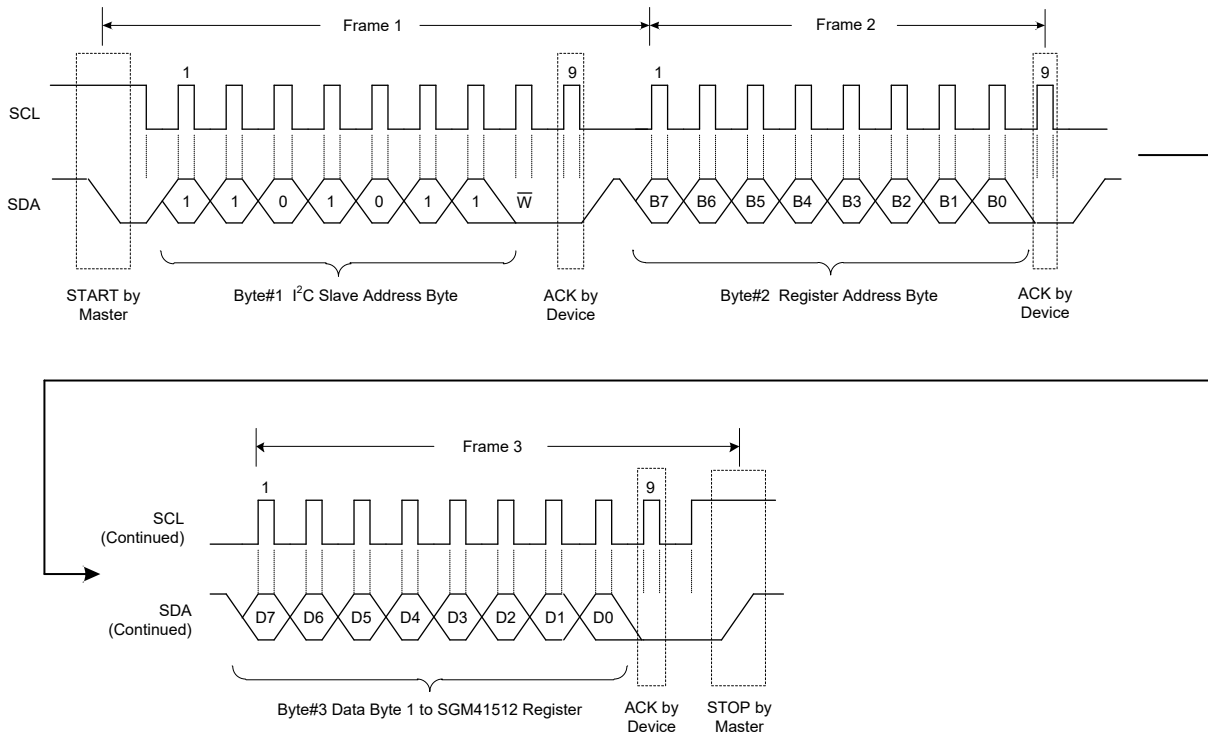 Frame 1 Frame 2
1 9 1 9
SCL
SDA 1 1 0 1 0 1 1 W̅ B7 B6 B5 B4 B3 B2 B1 B0
START by
Master
Byte#1 I²C Slave Address Byte
ACK by
Device
Byte#2 Register Address Byte
ACK by
Device
Frame 3
1 9
SCL
(Continued)
SDA
(Continued)
D7 D6 D5 D4 D3 D2 D1 D0
Byte#3 Data Byte 1 to SGM41512 Register
ACK by
Device
STOP by
Master